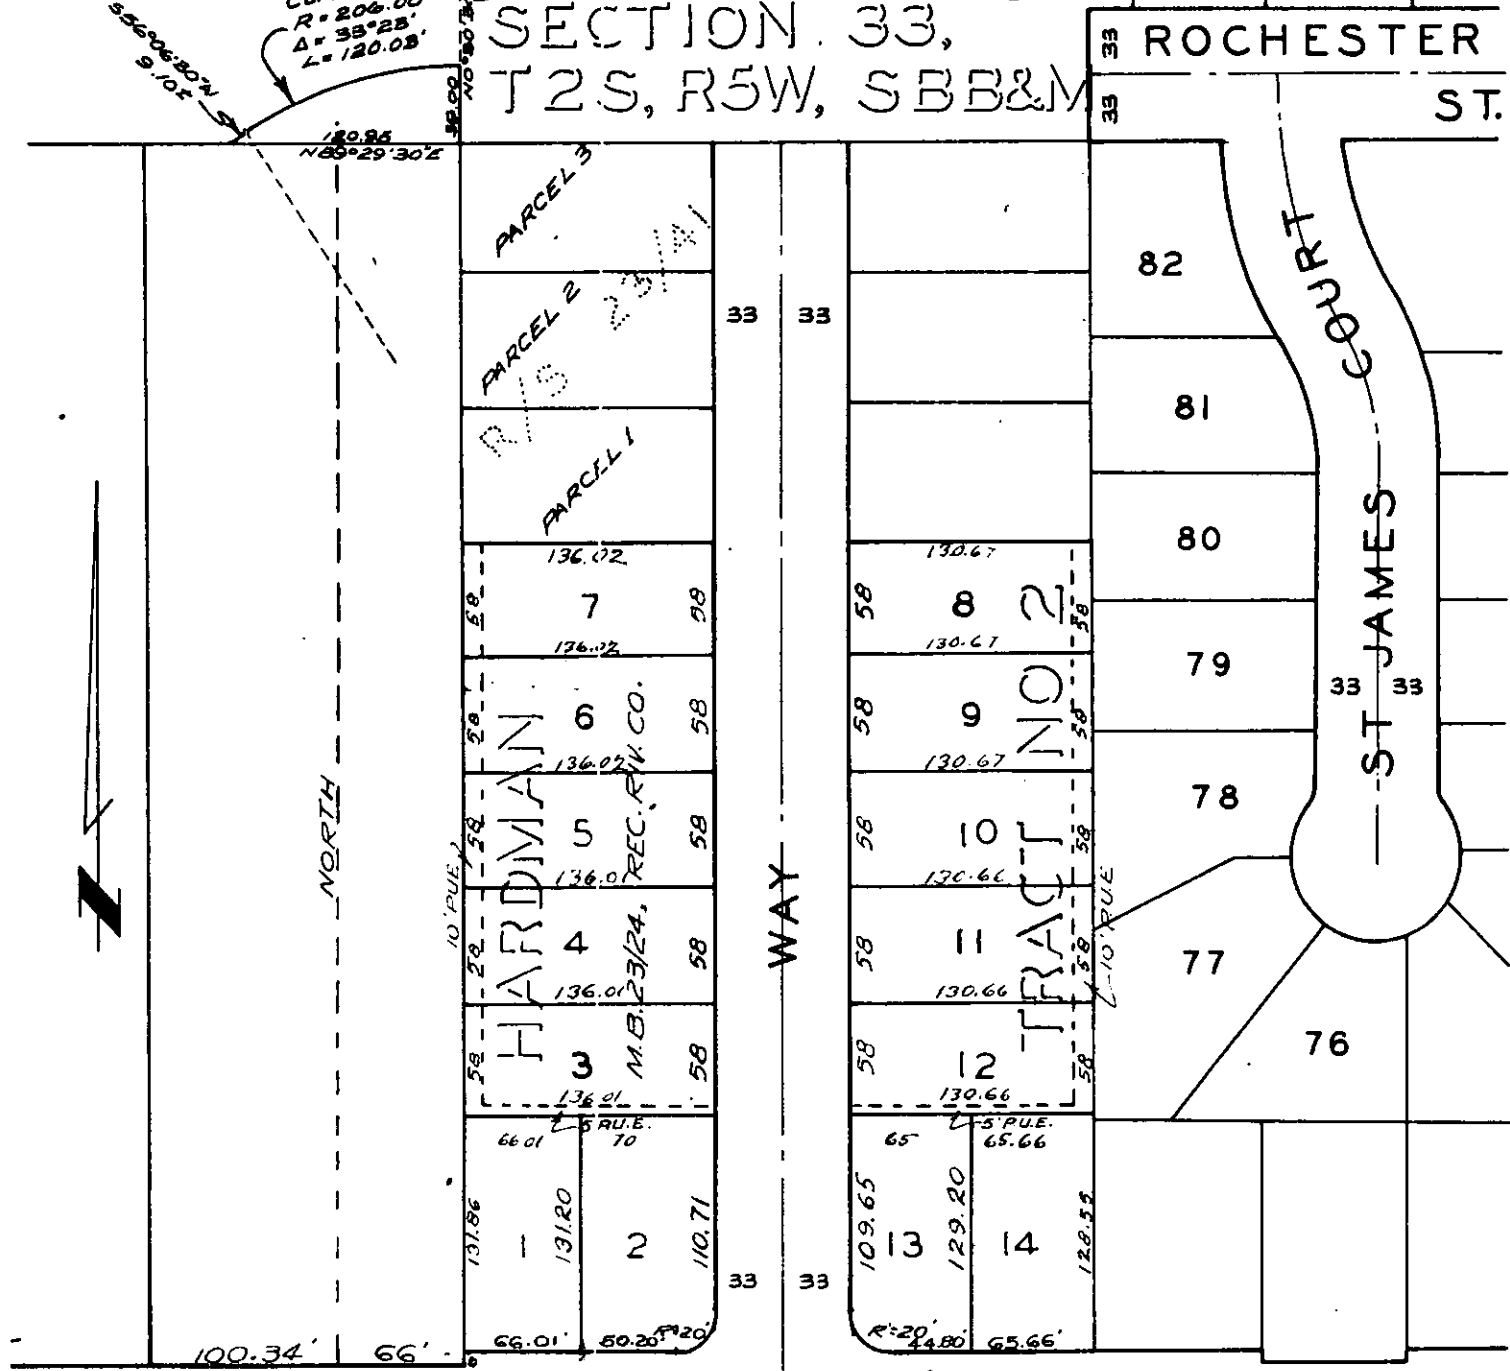 S56°06'30"W
9.10±
R=206.00'
Δ=33°23'
L=120.03'
30.00
SECTION 33,
T2S, R5W, SBB&M
120.95
N89°29'30"E
33
33
ROCHESTER
ST.
PARCEL 3
PARCEL 2
PARCEL 1
R/S 23/41
33 33
ST JAMES COURT
33 33
82
81
80
79
78
77
76
136.02
58 7 58
136.02
58 6 58
136.02
58 5 58
136.01
58 4 58
136.01
58 3 58
136.01
5' P.U.E.
66.01 70
131.86 1 131.20 2 110.71
66.01' 50.20' R=20'
130.67
58 8 58
130.67
58 9 58
130.67
58 10 58
130.66
58 11 58
130.66
58 12 58
130.66
5' P.U.E.
65 65.66
109.65 13 129.20 14 128.55
R=20' 44.80' 65.66'
HARDMAN
M.B. 23/24, REC. RIV. CO.
TRACT NO 2
10' P.U.E.
10' P.U.E.
WAY
33 33
NORTH
N
100.34' 66'